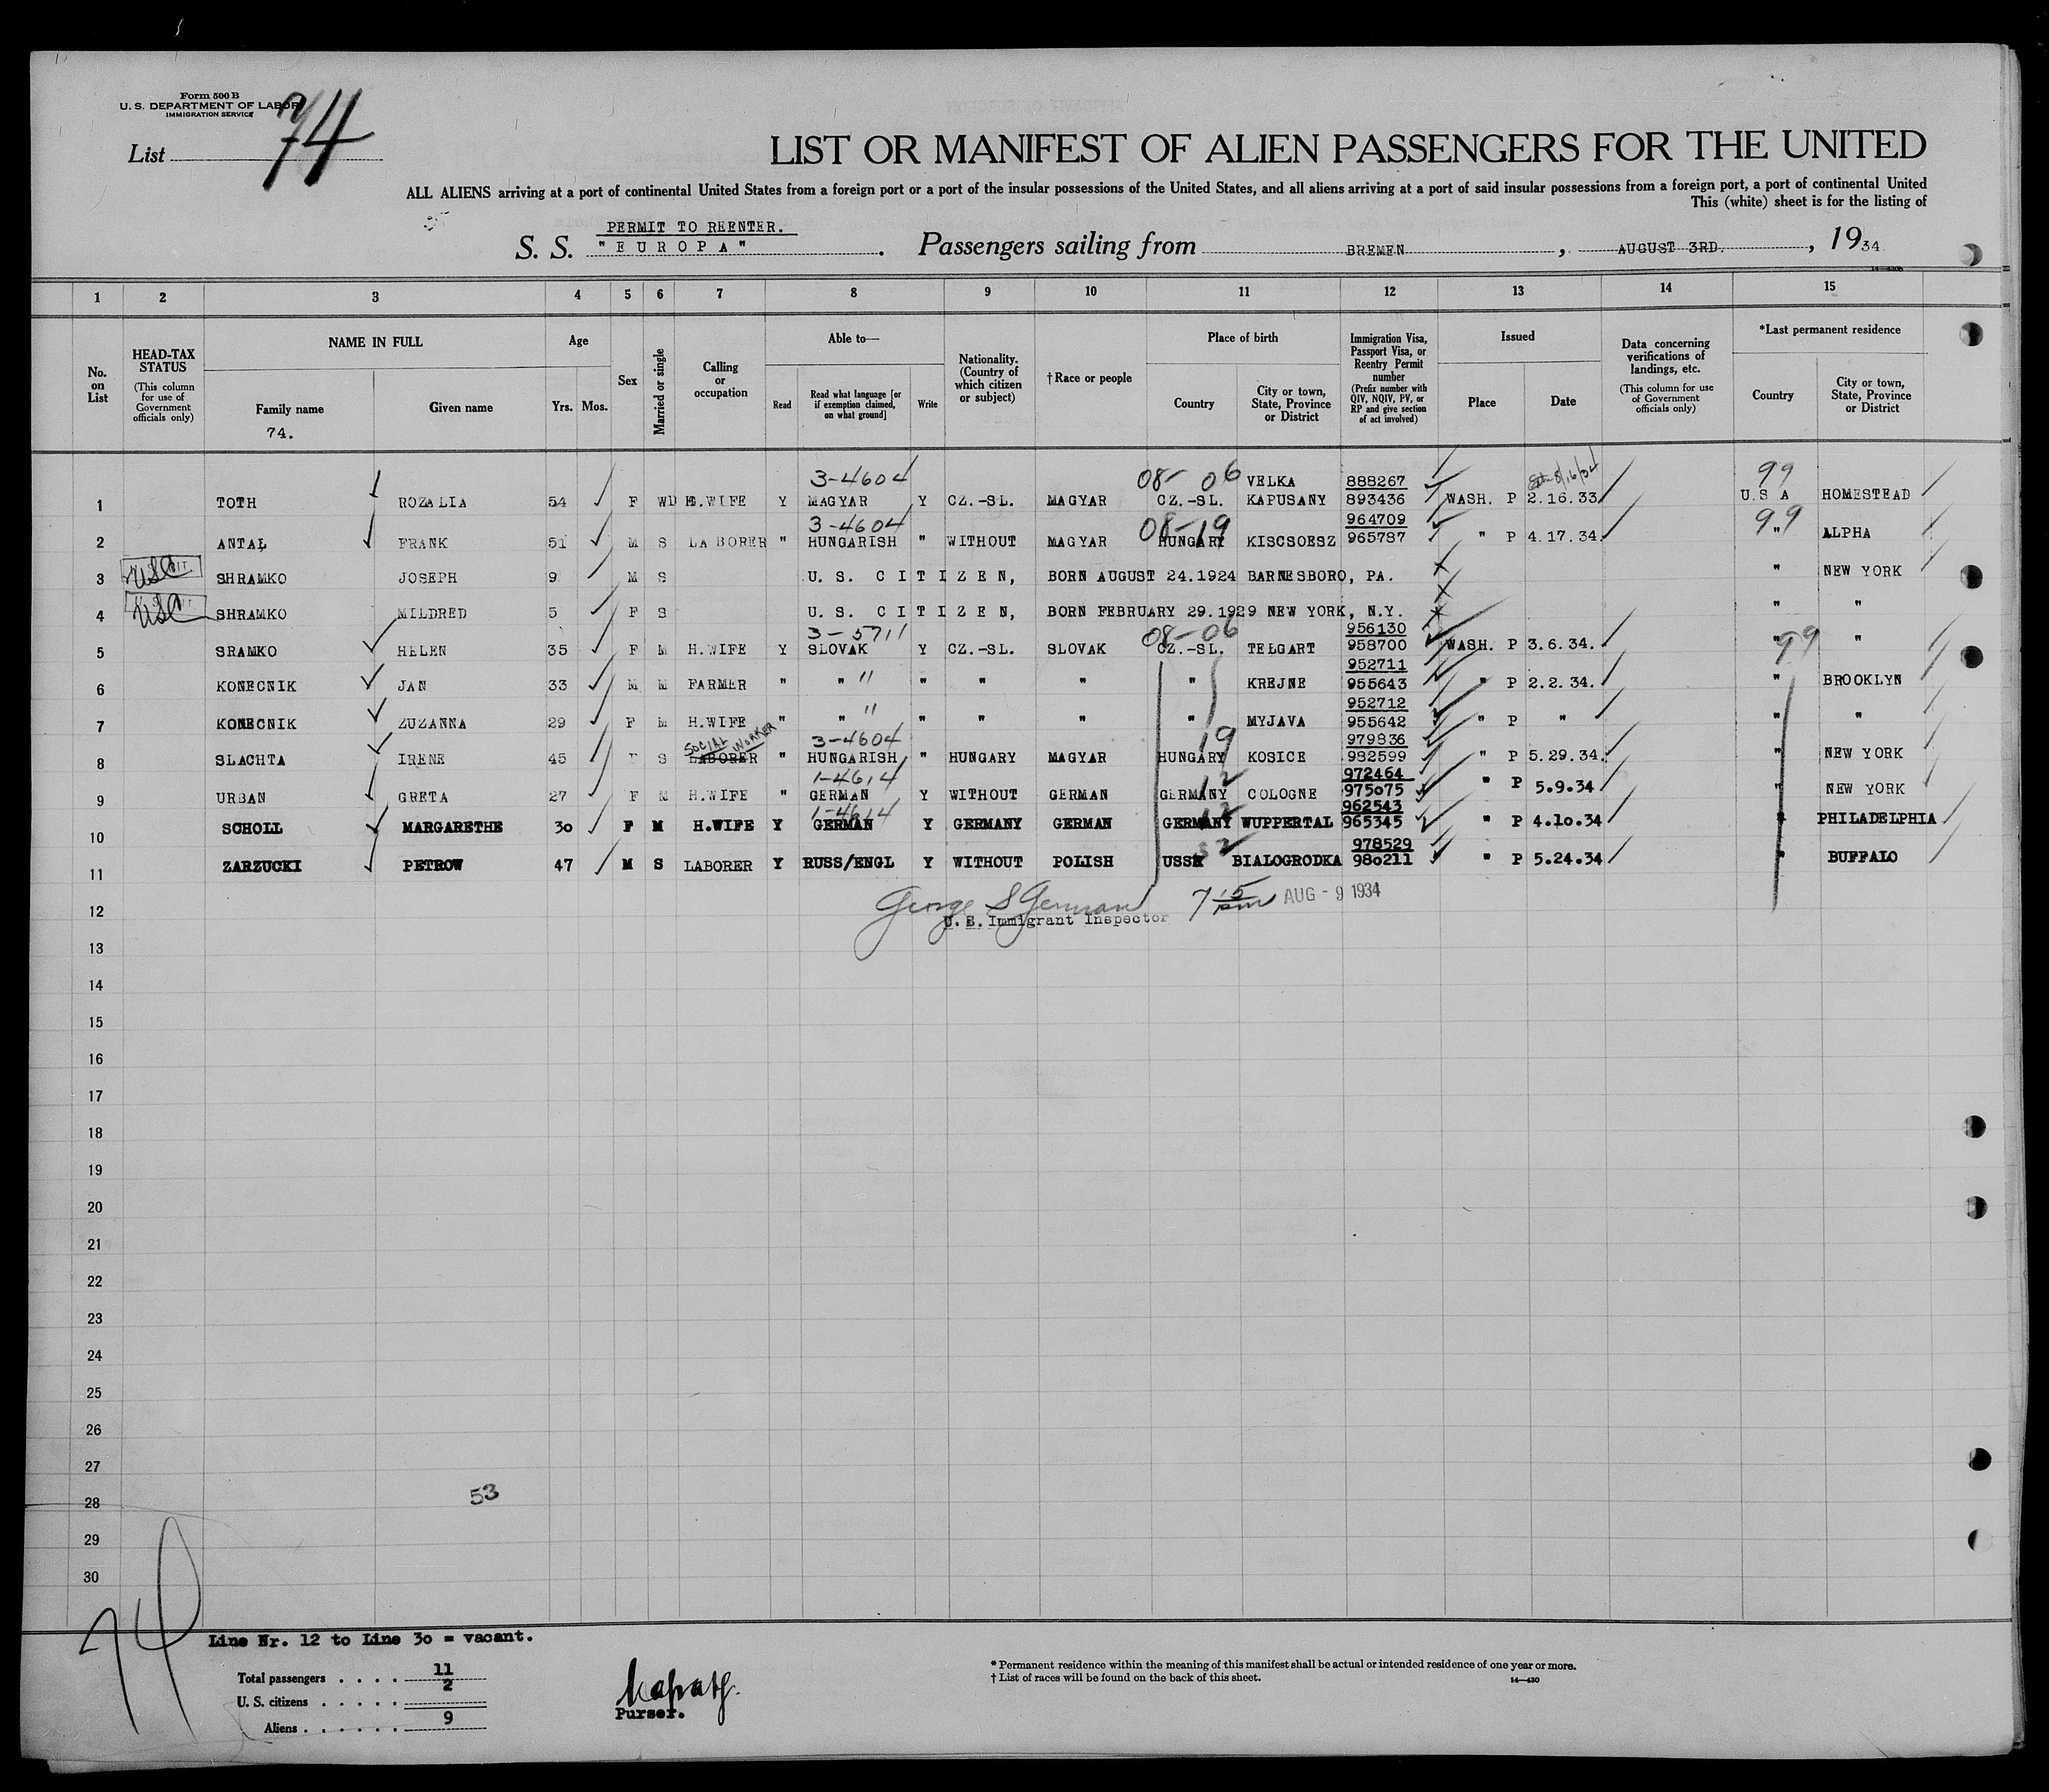 Form 500 B
U. S. DEPARTMENT OF LABOR
IMMIGRATION SERVICE
List 74
LIST OR MANIFEST OF ALIEN PASSENGERS FOR THE UNITED
ALL ALIENS arriving at a port of continental United States from a foreign port or a port of the insular possessions of the United States, and all aliens arriving at a port of said insular possessions from a foreign port, a port of continental United
This (white) sheet is for the listing of
PERMIT TO REENTER.
S. S. "EUROPA". Passengers sailing from BREMEN, AUGUST 3RD., 1934
14-430B
1 2 3 4 5 6 7 8 9 10 11 12 13 14 15
No. on List
HEAD-TAX STATUS (This column for use of Government officials only)
NAME IN FULL
Family name
74.
Given name
Age
Yrs. Mos.
Sex
Married or single
Calling or occupation
Able to—
Read
Read what language [or if exemption claimed, on what ground]
Write
Nationality. (Country of which citizen or subject)
† Race or people
Place of birth
Country
City or town, State, Province or District
Immigration Visa, Passport Visa, or Reentry Permit number (Prefix number with QIV, NQIV, PV, or RP and give section of act involved)
Issued
Place
Date
Data concerning verifications of landings, etc. (This column for use of Government officials only)
*Last permanent residence
Country
City or town, State, Province or District
3-4604 08-06 VELKA 888267 8/16/34 99
1 TOTH ROZALIA 54 F WD H.WIFE Y MAGYAR Y CZ.-SL. MAGYAR CZ.-SL. KAPUSANY 893436 WASH. P 2.16.33 U S A HOMESTEAD
3-4604 08-19 964709 99
2 ANTAL FRANK 51 M S LABORER " HUNGARISH " WITHOUT MAGYAR HUNGARY KISCSOESZ 965787 " P 4.17.34. " ALPHA
3 USC SHRAMKO JOSEPH 9 M S U. S. CITIZEN, BORN AUGUST 24.1924 BARNESBORO, PA. " NEW YORK
4 USC SHRAMKO MILDRED 5 F S U. S. CITIZEN, BORN FEBRUARY 29.1929 NEW YORK, N.Y. " "
3-5711 08-06 956130
5 SRAMKO HELEN 35 F M H.WIFE Y SLOVAK Y CZ.-SL. SLOVAK CZ.-SL. TELGART 958700 WASH. P 3.6.34. " 99 "
952711
6 KONECNIK JAN 33 M M FARMER " " " " " " " KREJNE 955643 " P 2.2.34. " BROOKLYN
952712
7 KONECNIK ZUZANNA 29 F M H.WIFE " " " " " " " MYJAVA 955642 " P " " "
SOCIAL WORKER 3-4604 19 979836
8 SLACHTA IRENE 45 F S LABORER " HUNGARISH " HUNGARY MAGYAR HUNGARY KOSICE 982599 " P 5.29.34. " NEW YORK
1-4614 12 972464
9 URBAN GRETA 27 F M H.WIFE " GERMAN Y WITHOUT GERMAN GERMANY COLOGNE 975075 " P 5.9.34 " NEW YORK
1-4614 12 962543
10 SCHOLL MARGARETHE 30 F M H.WIFE Y GERMAN Y GERMANY GERMAN GERMANY WUPPERTAL 965345 " P 4.10.34 " PHILADELPHIA
32 978529
11 ZARZUCKI PETROW 47 M S LABORER Y RUSS/ENGL Y WITHOUT POLISH USSR BIALOGRODKA 980211 " P 5.24.34 " BUFFALO
George S German 7 15 pm AUG - 9 1934
U. S. Immigrant Inspector
12
13
14
15
16
17
18
19
20
21
22
23
24
25
26
27
53
28
29
30
74
Line Nr. 12 to Line 30 = vacant.
Total passengers . . . . 11
2
U. S. citizens . . . . .
Aliens . . . . . . 9
Purser.
* Permanent residence within the meaning of this manifest shall be actual or intended residence of one year or more.
† List of races will be found on the back of this sheet.
14-430